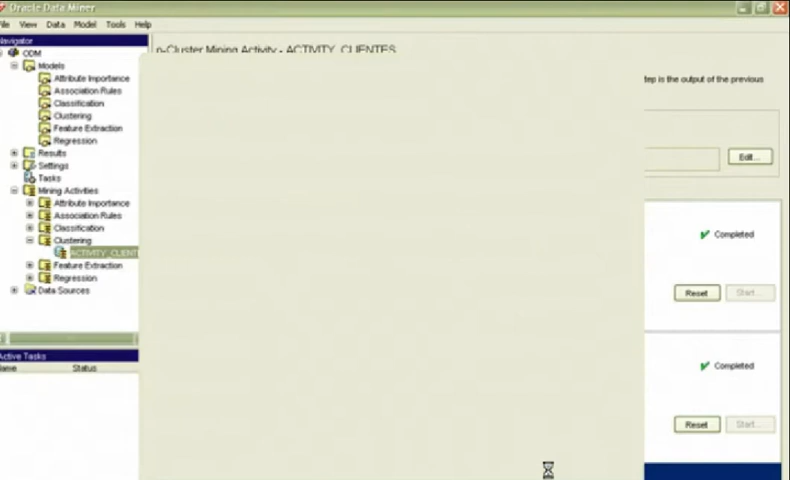 Oracle Data Miner
File View Data Model Tools Help
Navigator
ODM
Models
Attribute Importance
Association Rules
Classification
Clustering
Feature Extraction
Regression
Results
Settings
Tasks
Mining Activities
Attribute Importance
Association Rules
Classification
Clustering
ACTIVITY_CLIENT
Feature Extraction
Regression
Data Sources
Active Tasks
Name Status
n-Cluster Mining Activity - ACTIVITY_CLIENTES
tep is the output of the previous
Edit...
Completed
Reset Start...
Completed
Reset Start...